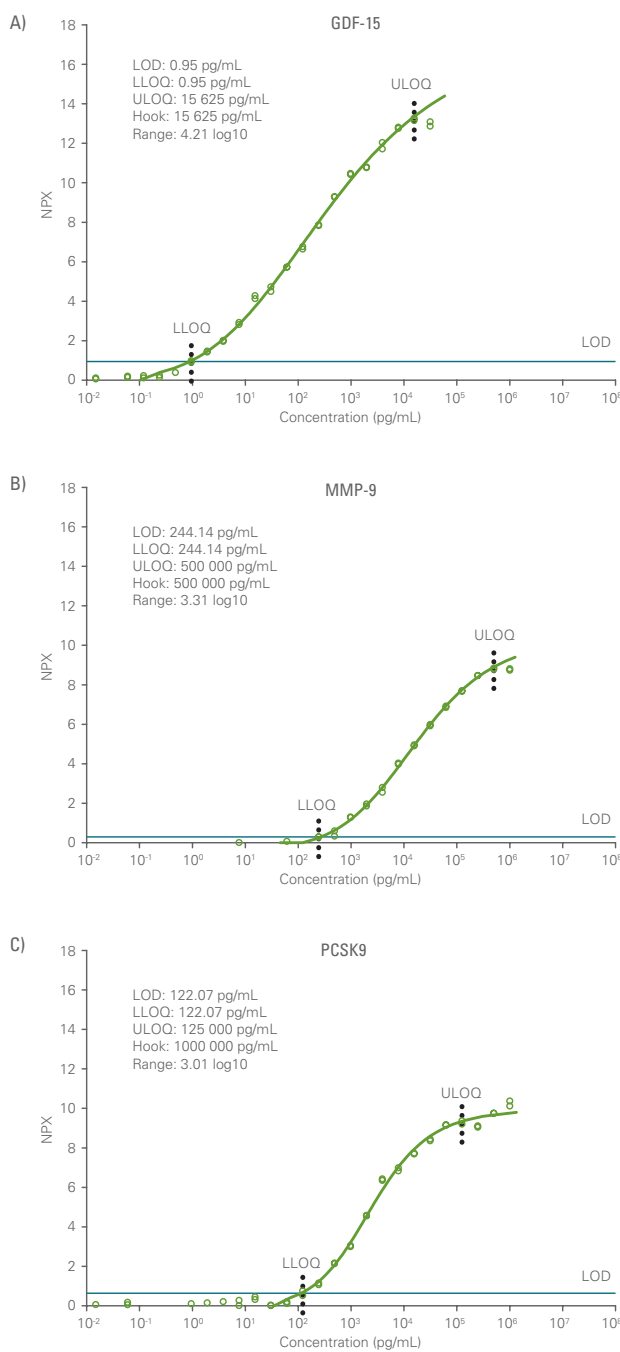 A)
GDF-15
LOD: 0.95 pg/mL
LLOQ: 0.95 pg/mL
ULOQ: 15 625 pg/mL
Hook: 15 625 pg/mL
Range: 4.21 log10
ULOQ
LLOQ
LOD
NPX
18
16
14
12
10
8
6
4
2
0
10⁻² 10⁻¹ 10⁰ 10¹ 10² 10³ 10⁴ 10⁵ 10⁶ 10⁷ 10⁸
Concentration (pg/mL)
B)
MMP-9
LOD: 244.14 pg/mL
LLOQ: 244.14 pg/mL
ULOQ: 500 000 pg/mL
Hook: 500 000 pg/mL
Range: 3.31 log10
ULOQ
LLOQ
LOD
NPX
18
16
14
12
10
8
6
4
2
0
10⁻² 10⁻¹ 10⁰ 10¹ 10² 10³ 10⁴ 10⁵ 10⁶ 10⁷ 10⁸
Concentration (pg/mL)
C)
PCSK9
LOD: 122.07 pg/mL
LLOQ: 122.07 pg/mL
ULOQ: 125 000 pg/mL
Hook: 1000 000 pg/mL
Range: 3.01 log10
ULOQ
LLOQ
LOD
NPX
18
16
14
12
10
8
6
4
2
0
10⁻² 10⁻¹ 10⁰ 10¹ 10² 10³ 10⁴ 10⁵ 10⁶ 10⁷ 10⁸
Concentration (pg/mL)